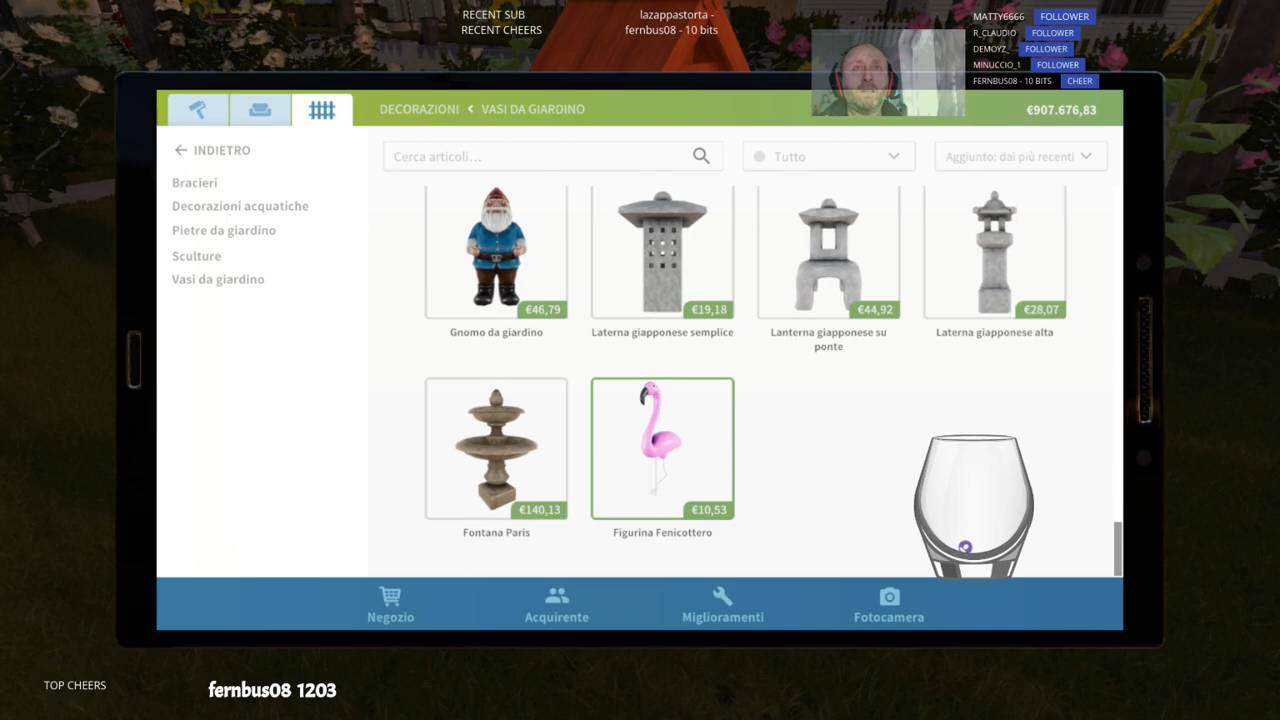 RECENT SUB
lazappastorta -
RECENT CHEERS
fernbus08 - 10 bits
MATTY6666 FOLLOWER
R_CLAUDIO FOLLOWER
DEMOYZ_ FOLLOWER
MINUCCIO_1 FOLLOWER
FERNBUS08 - 10 BITS CHEER
DECORAZIONI < VASI DA GIARDINO
€907.676,83
← INDIETRO
Cerca articoli...
Tutto
Aggiunto: dai più recenti
Bracieri
Decorazioni acquatiche
Pietre da giardino
Sculture
Vasi da giardino
€46,79
€19,18
€44,92
€28,07
Gnomo da giardino
Laterna giapponese semplice
Lanterna giapponese su
ponte
Laterna giapponese alta
€140,13
€10,53
Fontana Paris
Figurina Fenicottero
Negozio
Acquirente
Miglioramenti
Fotocamera
TOP CHEERS
fernbus08 1203